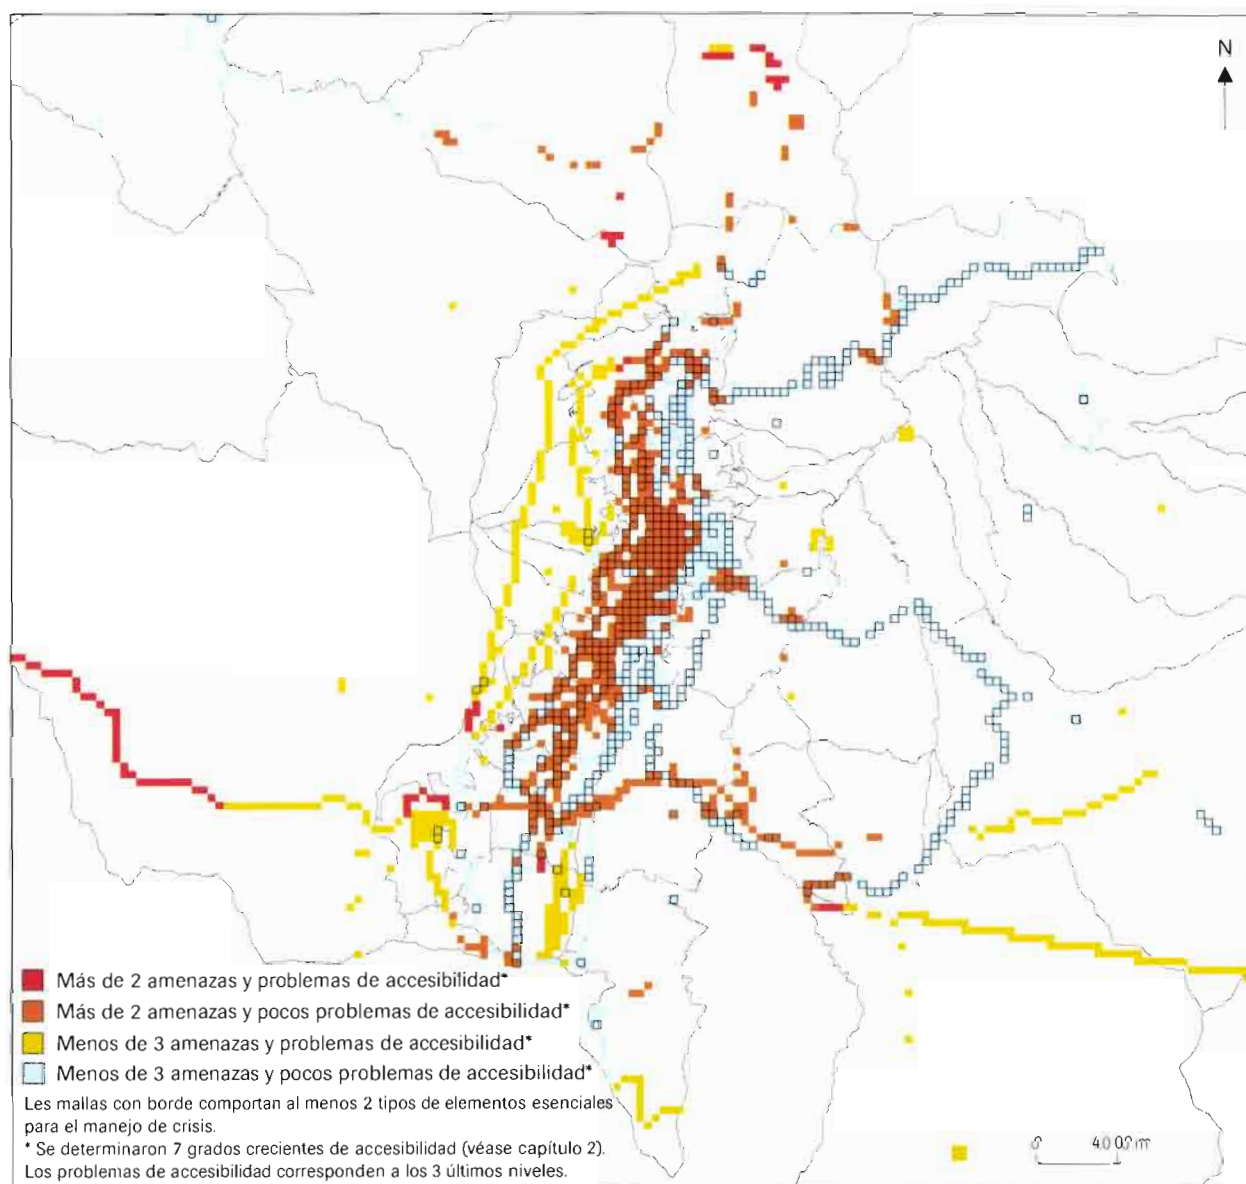 N
Más de 2 amenazas y problemas de accesibilidad*
Más de 2 amenazas y pocos problemas de accesibilidad*
Menos de 3 amenazas y problemas de accesibilidad*
Menos de 3 amenazas y pocos problemas de accesibilidad*
Les mallas con borde comportan al menos 2 tipos de elementos esenciales
para el manejo de crisis.
* Se determinaron 7 grados crecientes de accesibilidad (véase capítulo 2).
Los problemas de accesibilidad corresponden a los 3 últimos niveles.